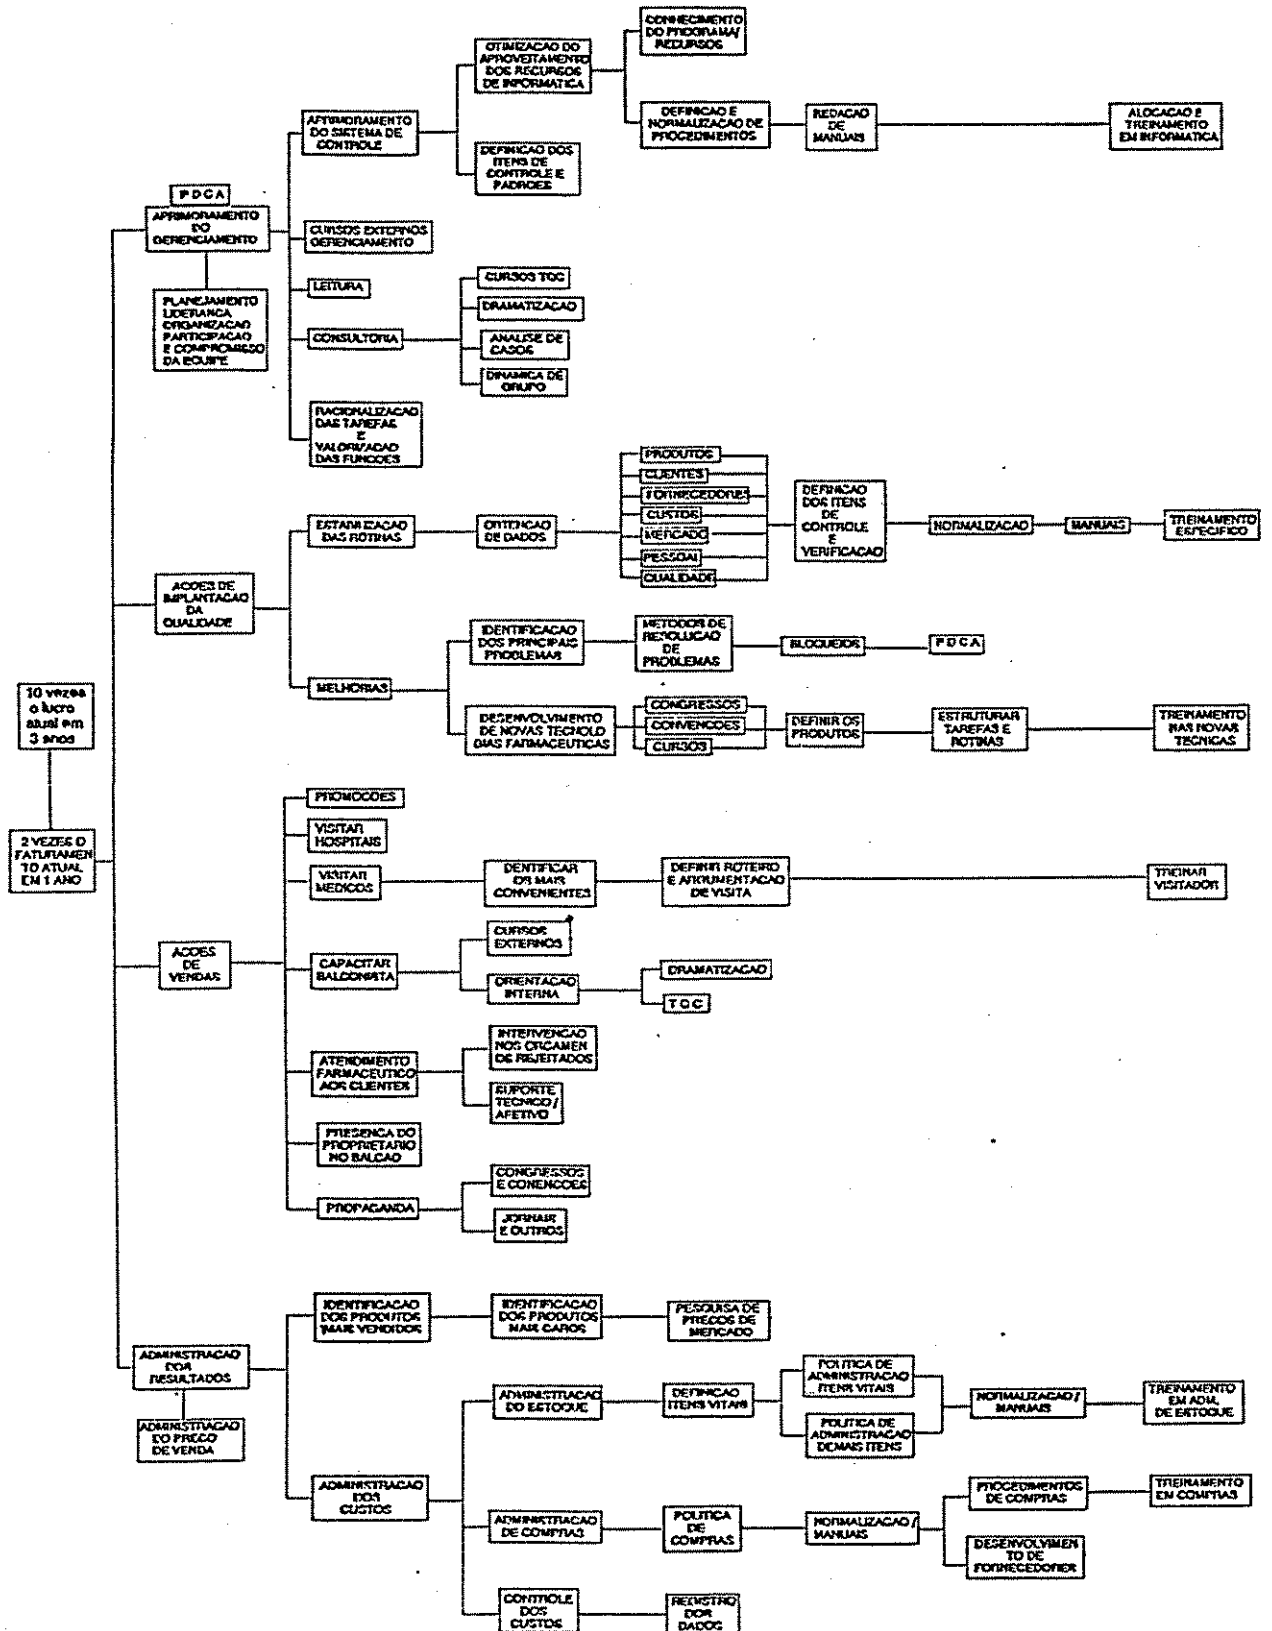 CONHECIMENTO
DO PROGRAMA/
RECURSOS
OTIMIZACAO DO
APROVEITAMENTO
DOS RECURSOS
DE INFORMATICA
DEFINICAO E
NORMALIZACAO DE
PROCEDIMENTOS
REDACAO
DE
MANUAIS
ALOCACAO E
TREINAMENTO
EM INFORMATICA
APRIMORAMENTO
DO SISTEMA DE
CONTROLE
DEFINICAO DOS
ITENS DE
CONTROLE E
PADROES
P D C A
APRIMORAMENTO
DO
GERENCIAMENTO
CURSOS EXTERNOS
GERENCIAMENTO
PLANEJAMENTO
LIDERANCA
ORGANIZACAO
PARTICIPACAO
E COMPROMISSO
DA EQUIPE
LEITURA
CONSULTORIA
CURSOS TQC
DRAMATIZACAO
ANALISE DE
CASOS
DINAMICA DE
GRUPO
RACIONALIZACAO
DAS TAREFAS
E
VALORIZACAO
DAS FUNCOES
ACOES DE
IMPLANTACAO
DA
QUALIDADE
ESTABILIZACAO
DAS ROTINAS
OBTENCAO
DE DADOS
PRODUTOS
CLIENTES
FORNECEDORES
CUSTOS
MERCADO
PESSOAL
QUALIDADE
DEFINICAO
DOS ITENS
DE
CONTROLE
E
VERIFICACAO
NORMALIZACAO
MANUAIS
TREINAMENTO
ESPECIFICO
MELHORIAS
IDENTIFICACAO
DOS PRINCIPAIS
PROBLEMAS
METODOS DE
RESOLUCAO
DE
PROBLEMAS
BLOQUEIOS
P D C A
DESENVOLVIMENTO
DE NOVAS TECNOLO
GIAS FARMACEUTICAS
CONGRESSOS
CONVENCOES
CURSOS
DEFINIR OS
PRODUTOS
ESTRUTURAR
TAREFAS E
ROTINAS
TREINAMENTO
NAS NOVAS
TECNICAS
10 vezes
o lucro
atual em
3 anos
2 VEZES O
FATURAMEN
TO ATUAL
EM 1 ANO
ACOES
DE
VENDAS
PROMOCOES
VISITAR
HOSPITAIS
VISITAR
MEDICOS
IDENTIFICAR
OS MAIS
CONVENIENTES
DEFINIR ROTEIRO
E ARGUMENTACAO
DE VISITA
TREINAR
VISITADOR
CAPACITAR
BALCONISTA
CURSOS
EXTERNOS
ORIENTACAO
INTERNA
DRAMATIZACAO
T Q C
ATENDIMENTO
FARMACEUTICO
AOS CLIENTES
INTERVENCAO
NOS ORCAMEN
OS REJEITADOS
SUPORTE
TECNICO /
AFETIVO
PRESENCA DO
PROPRIETARIO
NO BALCAO
PROPAGANDA
CONGRESSOS
E CONENCOES
JORNAIS
E OUTROS
ADMINISTRACAO
DOS
RESULTADOS
ADMINISTRACAO
DO PRECO
DE VENDA
IDENTIFICACAO
DOS PRODUTOS
MAIS VENDIDOS
IDENTIFICACAO
DOS PRODUTOS
MAIS CAROS
PESQUISA DE
PRECOS DE
MERCADO
ADMINISTRACAO
DOS
CUSTOS
ADMINISTRACAO
DO ESTOQUE
DEFINICAO
ITENS VITAIS
POLITICA DE
ADMINISTRACAO
ITENS VITAIS
POLITICA DE
ADMINISTRACAO
DEMAIS ITENS
NORMALIZACAO /
MANUAIS
TREINAMENTO
EM ADM.
DE ESTOQUE
ADMINISTRACAO
DE COMPRAS
POLITICA
DE
COMPRAS
NORMALIZACAO /
MANUAIS
PROCEDIMENTOS
DE COMPRAS
TREINAMENTO
EM COMPRAS
DESENVOLVIMEN
TO DE
FORNECEDORES
CONTROLE
DOS
CUSTOS
REGISTRO
DOS
DADOS